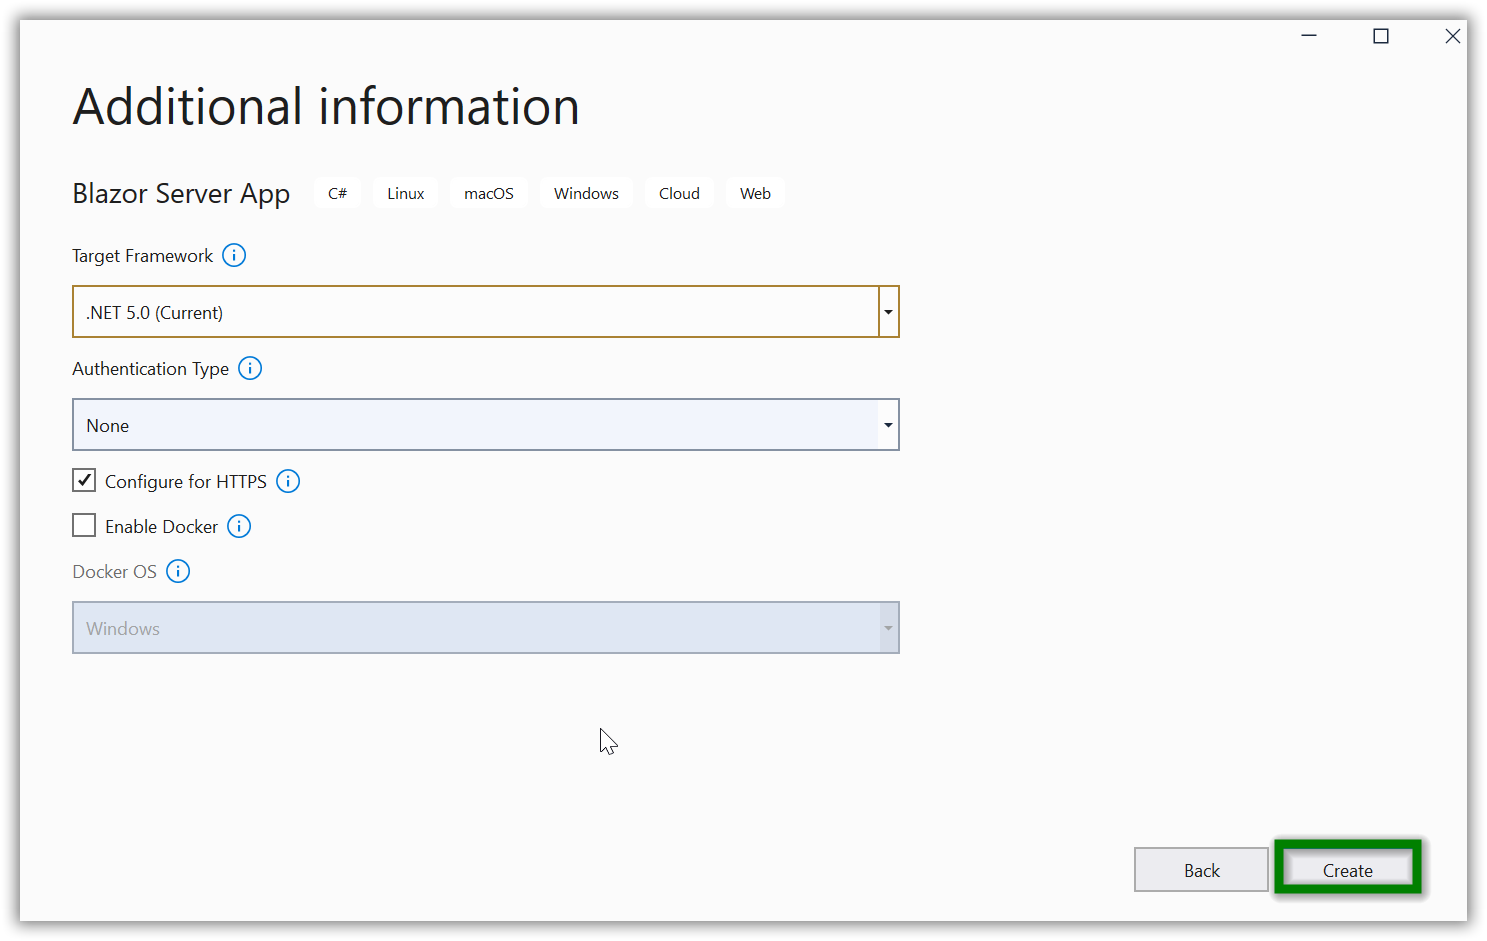 Additional information
Blazor Server App C# Linux macOS Windows Cloud Web
Target Framework
.NET 5.0 (Current)
Authentication Type
None
Configure for HTTPS
Enable Docker
Docker OS
Windows
Back Create